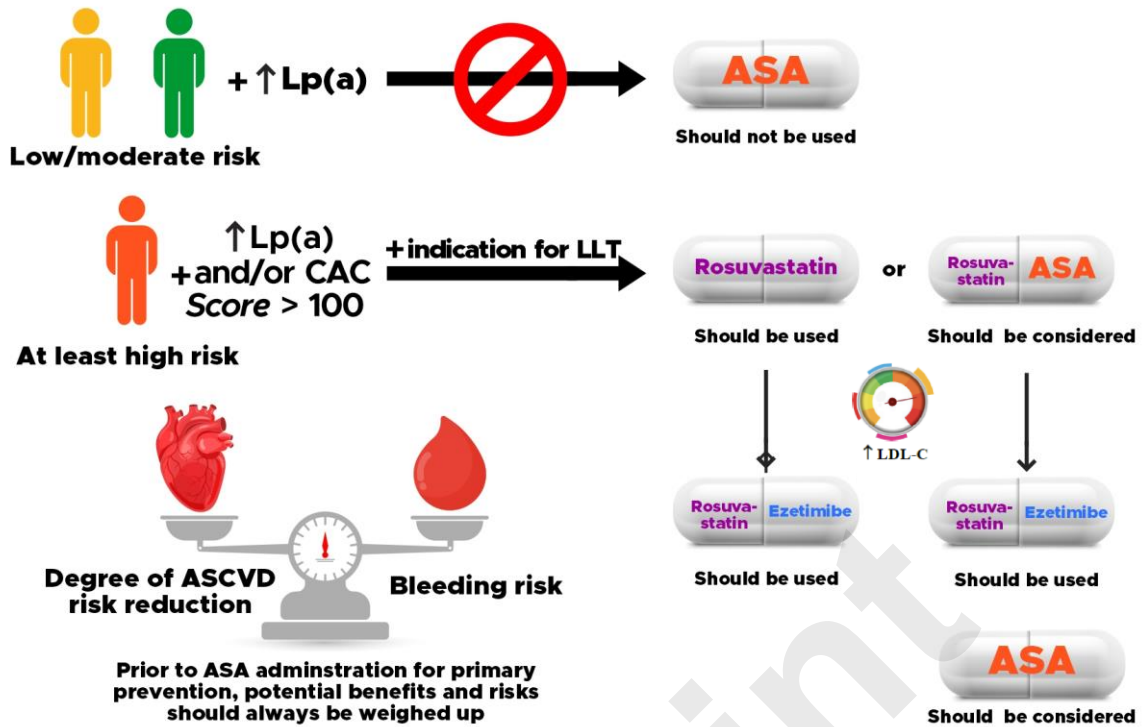 + ↑Lp(a)
ASA
Should not be used
Low/moderate risk
↑Lp(a)
+and/or CAC
Score > 100
+indication for LLT
Rosuvastatin
or
Rosuva-
statin
ASA
At least high risk
Should be used
Should be considered
↑ LDL-C
Rosuva-
statin
Ezetimibe
Rosuva-
statin
Ezetimibe
Should be used
Should be used
Degree of ASCVD
risk reduction
Bleeding risk
Prior to ASA adminstration for primary
prevention, potential benefits and risks
should always be weighed up
ASA
Should be considered